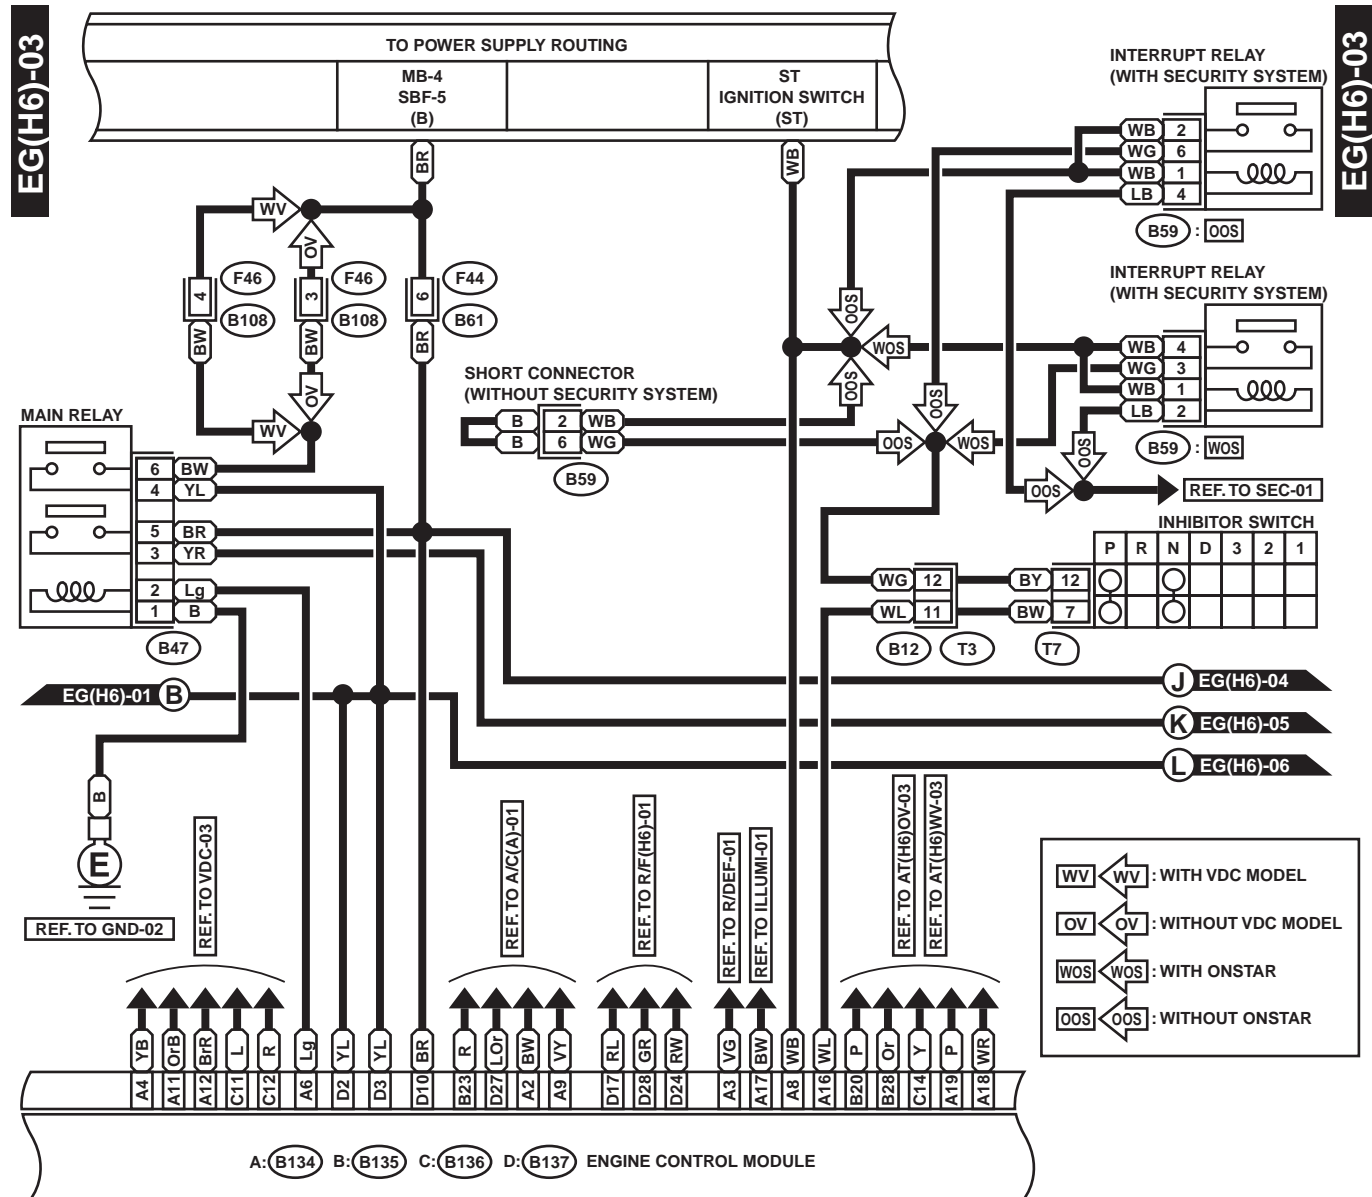 EG(H6)-03
EG(H6)-03
TO POWER SUPPLY ROUTING
MB-4
SBF-5
(B)
ST
IGNITION SWITCH
(ST)
BR
WB
INTERRUPT RELAY
(WITH SECURITY SYSTEM)
WB 2
WG 6
WB 1
LB 4
B59 : OOS
WV
OV
4
F46
B108
3
F46
B108
6
F44
B61
BW
BW
BR
OV
WV
OOS
WOS
OOS
OOS
INTERRUPT RELAY
(WITH SECURITY SYSTEM)
WB 4
WG 3
WB 1
LB 2
B59 : WOS
SHORT CONNECTOR
(WITHOUT SECURITY SYSTEM)
B 2 WB
B 6 WG
B59
OOS
WOS
OOS
OOS
REF. TO SEC-01
MAIN RELAY
6 BW
4 YL
5 BR
3 YR
2 Lg
1 B
B47
INHIBITOR SWITCH
P R N D 3 2 1
WG 12 BY 12
WL 11 BW 7
B12 T3 T7
EG(H6)-01 B
J EG(H6)-04
K EG(H6)-05
L EG(H6)-06
B
E
REF. TO GND-02
REF. TO VDC-03
REF. TO A/C(A)-01
REF. TO R/F(H6)-01
REF. TO R/DEF-01
REF. TO ILLUMI-01
REF. TO AT(H6)OV-03
REF. TO AT(H6)WV-03
WV WV : WITH VDC MODEL
OV OV : WITHOUT VDC MODEL
WOS WOS : WITH ONSTAR
OOS OOS : WITHOUT ONSTAR
YB OrB BrR L R Lg YL YL BR R LOr BW VY RL GR RW VG BW WB WL P Or Y P WR
A4 A11 A12 C11 C12 A6 D2 D3 D10 B23 D27 A2 A9 D17 D28 D24 A3 A17 A8 A16 B20 B28 C14 A19 A18
A: B134 B: B135 C: B136 D: B137 ENGINE CONTROL MODULE